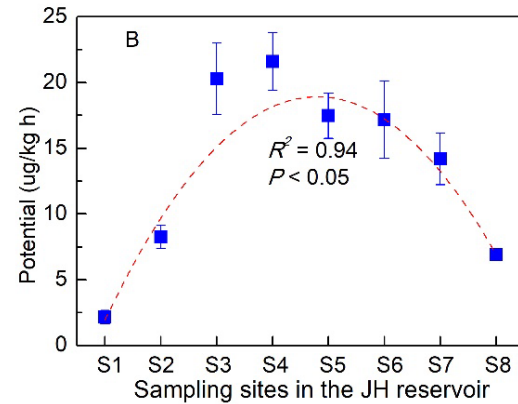 B
25
20
15
10
5
0
Potential (ug/kg h)
R² = 0.94
P < 0.05
S1 S2 S3 S4 S5 S6 S7 S8
Sampling sites in the JH reservoir